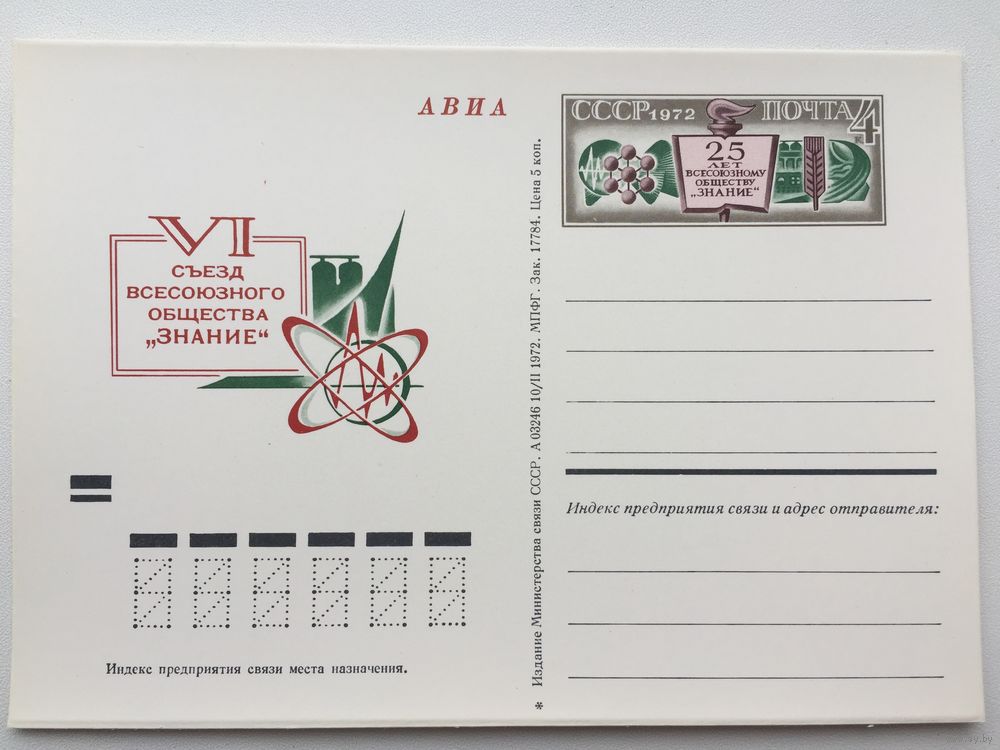 АВИА
VI
СЪЕЗД
ВСЕСОЮЗНОГО
ОБЩЕСТВА
„ЗНАНИЕ“
Индекс предприятия связи места назначения.
* Издание Министерства связи СССР. А 03246 10/II 1972. МПФГ. Зак. 17784. Цена 5 коп.
СССР 1972 ПОЧТА 4 к.
25
ЛЕТ
ВСЕСОЮЗНОМУ
ОБЩЕСТВУ
„ЗНАНИЕ“
Индекс предприятия связи и адрес отправителя: